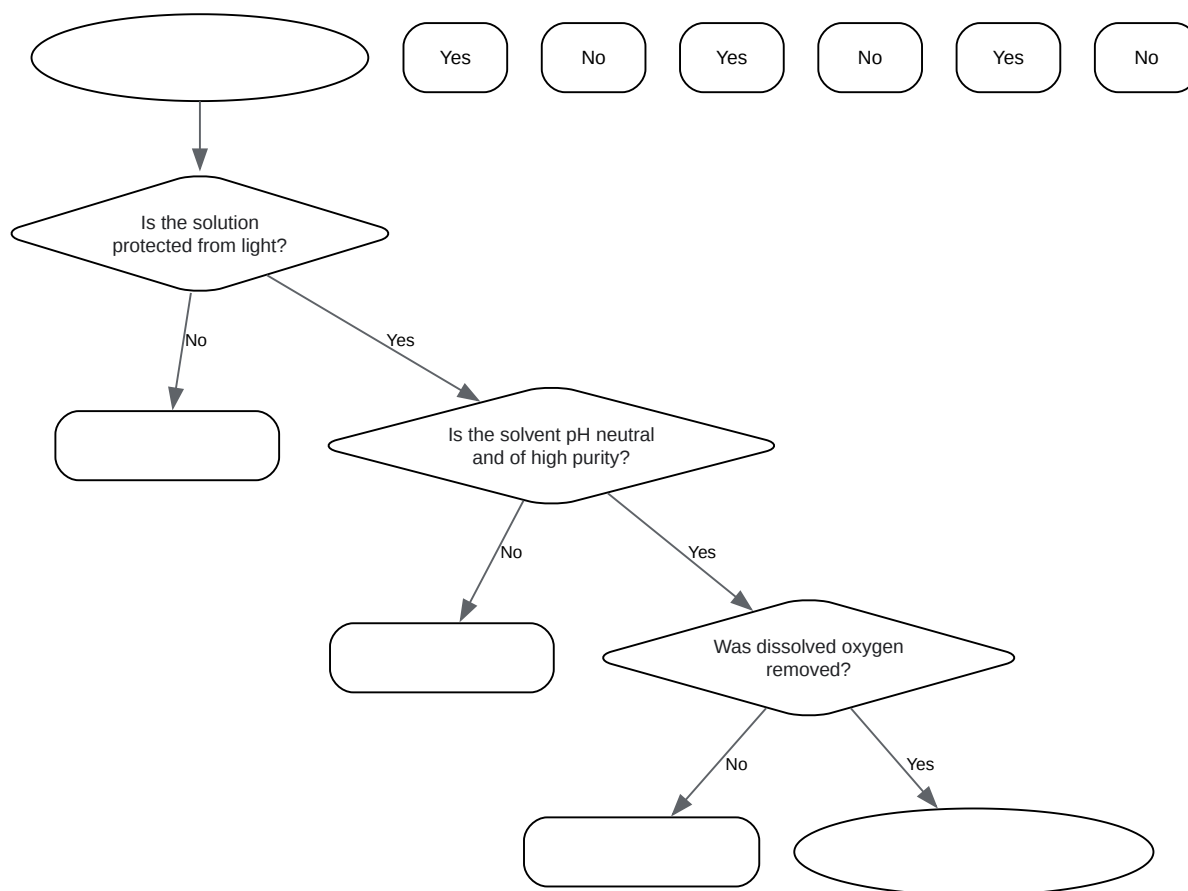 Yes
No
Yes
No
Yes
No
Is the solution
protected from light?
No
Yes
Is the solvent pH neutral
and of high purity?
No
Yes
Was dissolved oxygen
removed?
No
Yes